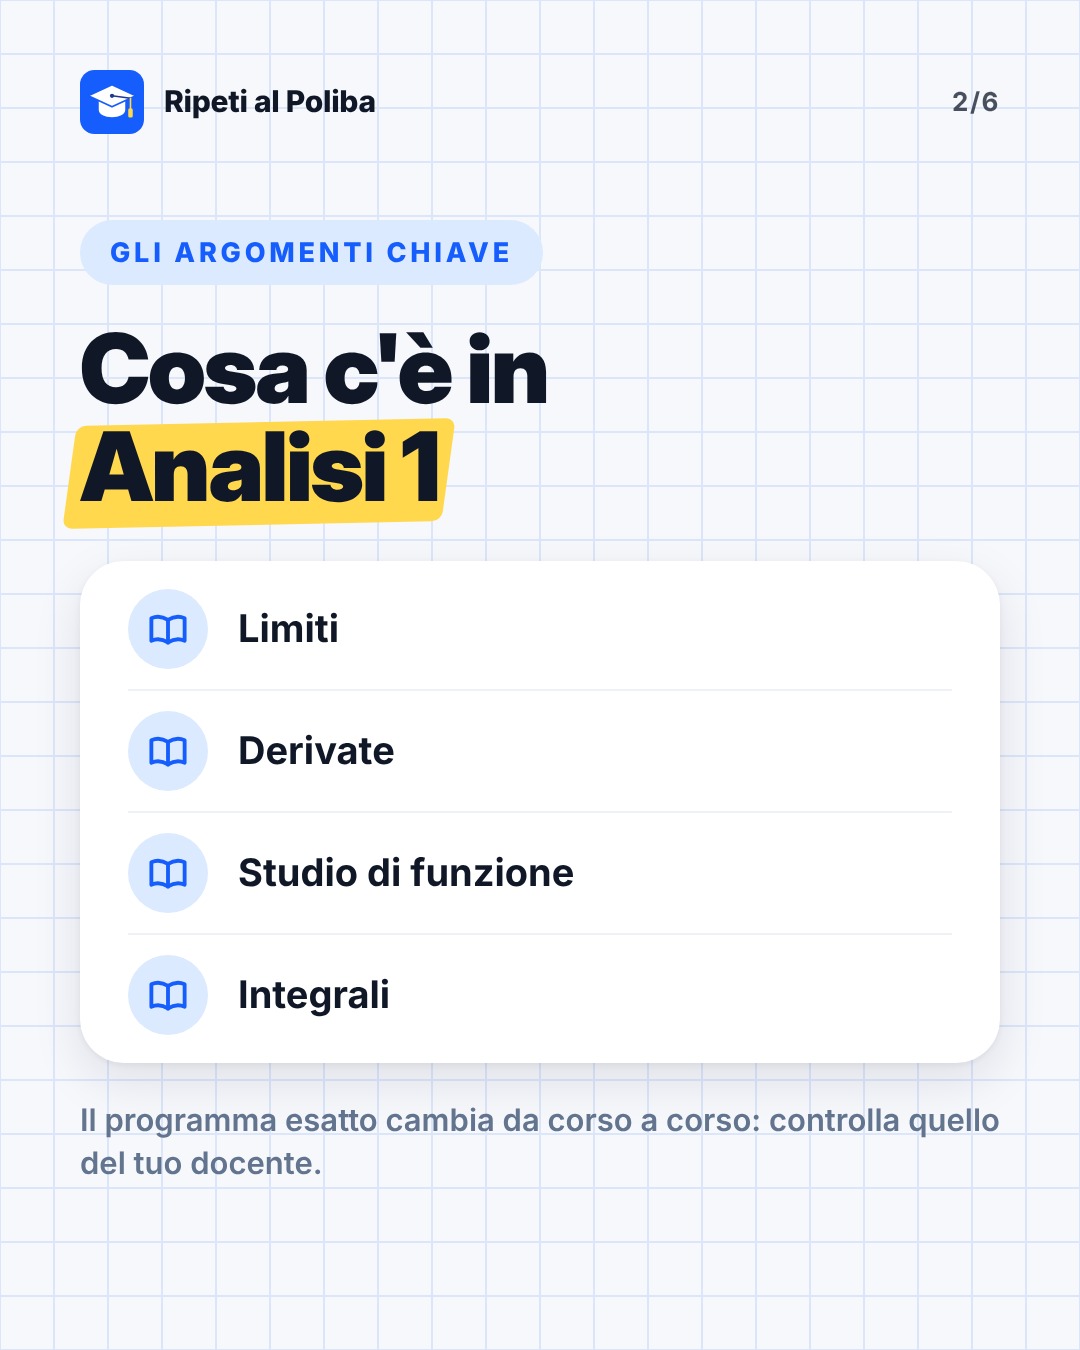 Ripeti al Poliba
2/6
GLI ARGOMENTI CHIAVE
Cosa c'è in
Analisi 1
Limiti
Derivate
Studio di funzione
Integrali
Il programma esatto cambia da corso a corso: controlla quello
del tuo docente.